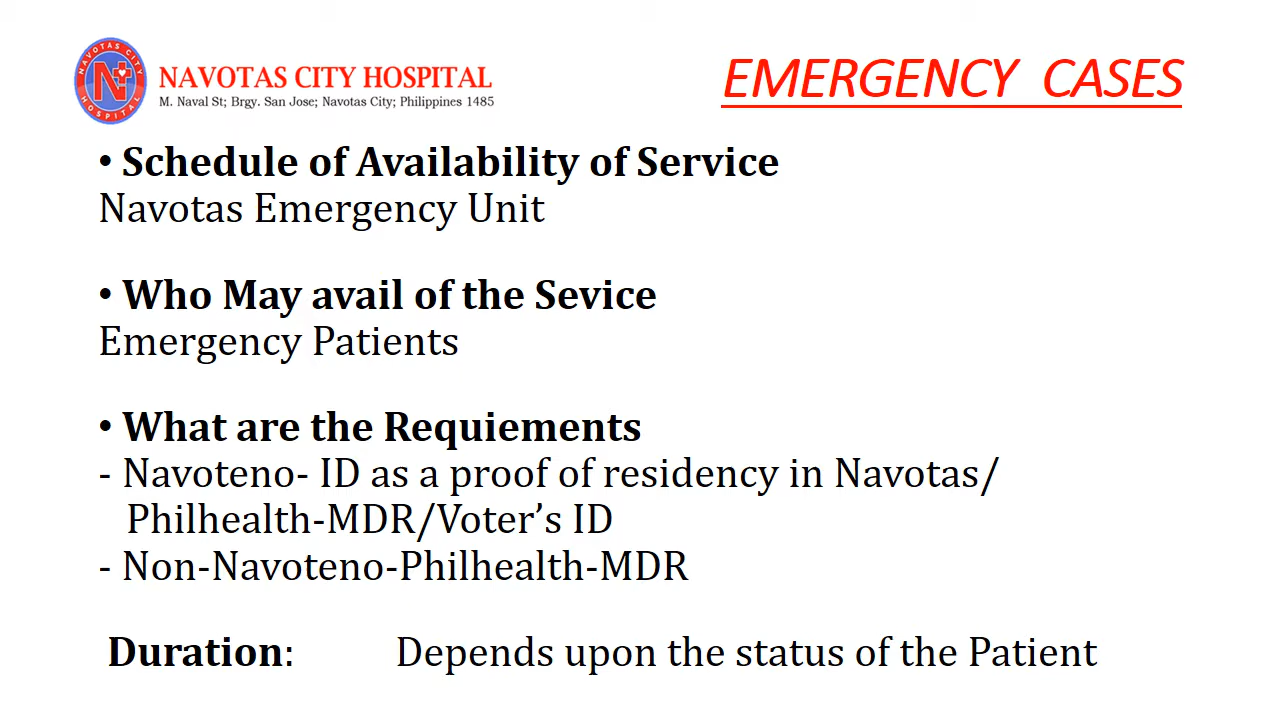 NAVOTAS CITY
HOSPITAL
N
NAVOTAS CITY HOSPITAL
M. Naval St; Brgy. San Jose; Navotas City; Philippines 1485
EMERGENCY CASES
• Schedule of Availability of Service
Navotas Emergency Unit
• Who May avail of the Sevice
Emergency Patients
• What are the Requiements
- Navoteno- ID as a proof of residency in Navotas/
Philhealth-MDR/Voter’s ID
- Non-Navoteno-Philhealth-MDR
Duration: Depends upon the status of the Patient